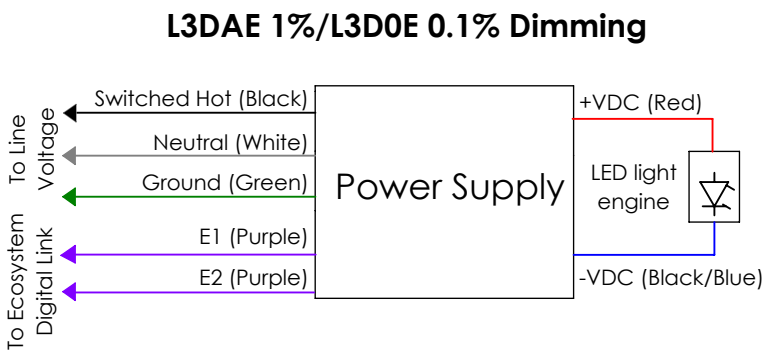 L3DAE 1%/L3D0E 0.1% Dimming
To Line
Voltage
Switched Hot (Black)
Neutral (White)
Ground (Green)
To Ecosystem
Digital Link
E1 (Purple)
E2 (Purple)
Power Supply
+VDC (Red)
LED light
engine
-VDC (Black/Blue)